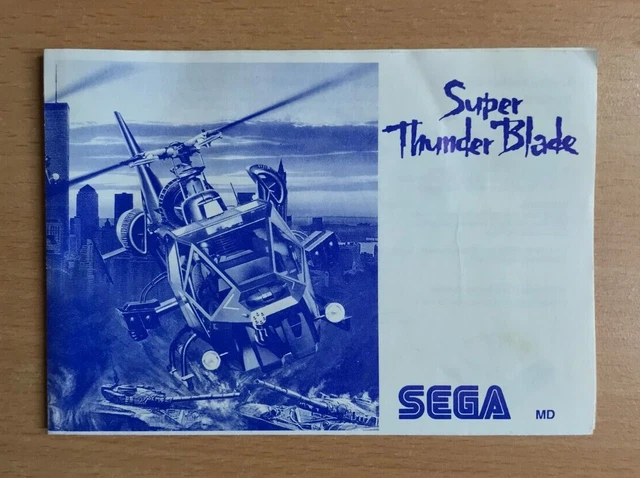 Super
Thunder Blade
SEGA
MD